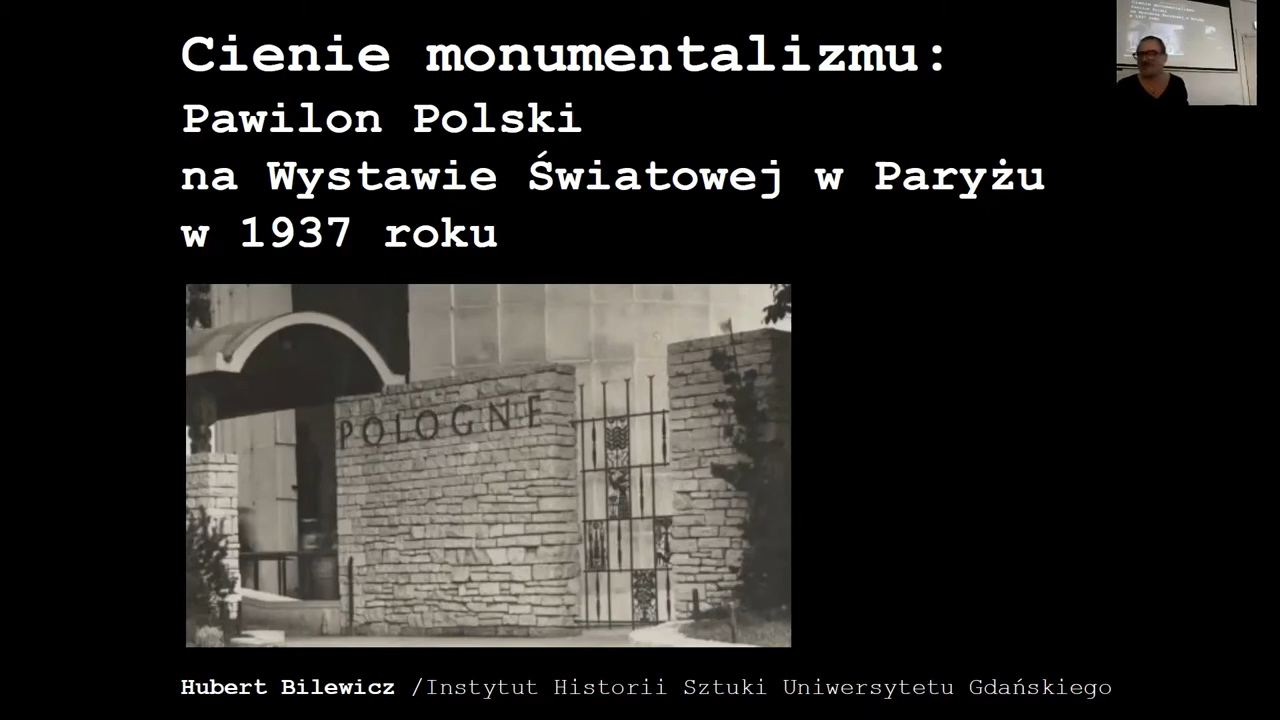 Cienie monumentalizmu:
Pawilon Polski
na Wystawie Światowej w Paryżu
w 1937 roku
POLOGNE
Hubert Bilewicz /Instytut Historii Sztuki Uniwersytetu Gdańskiego